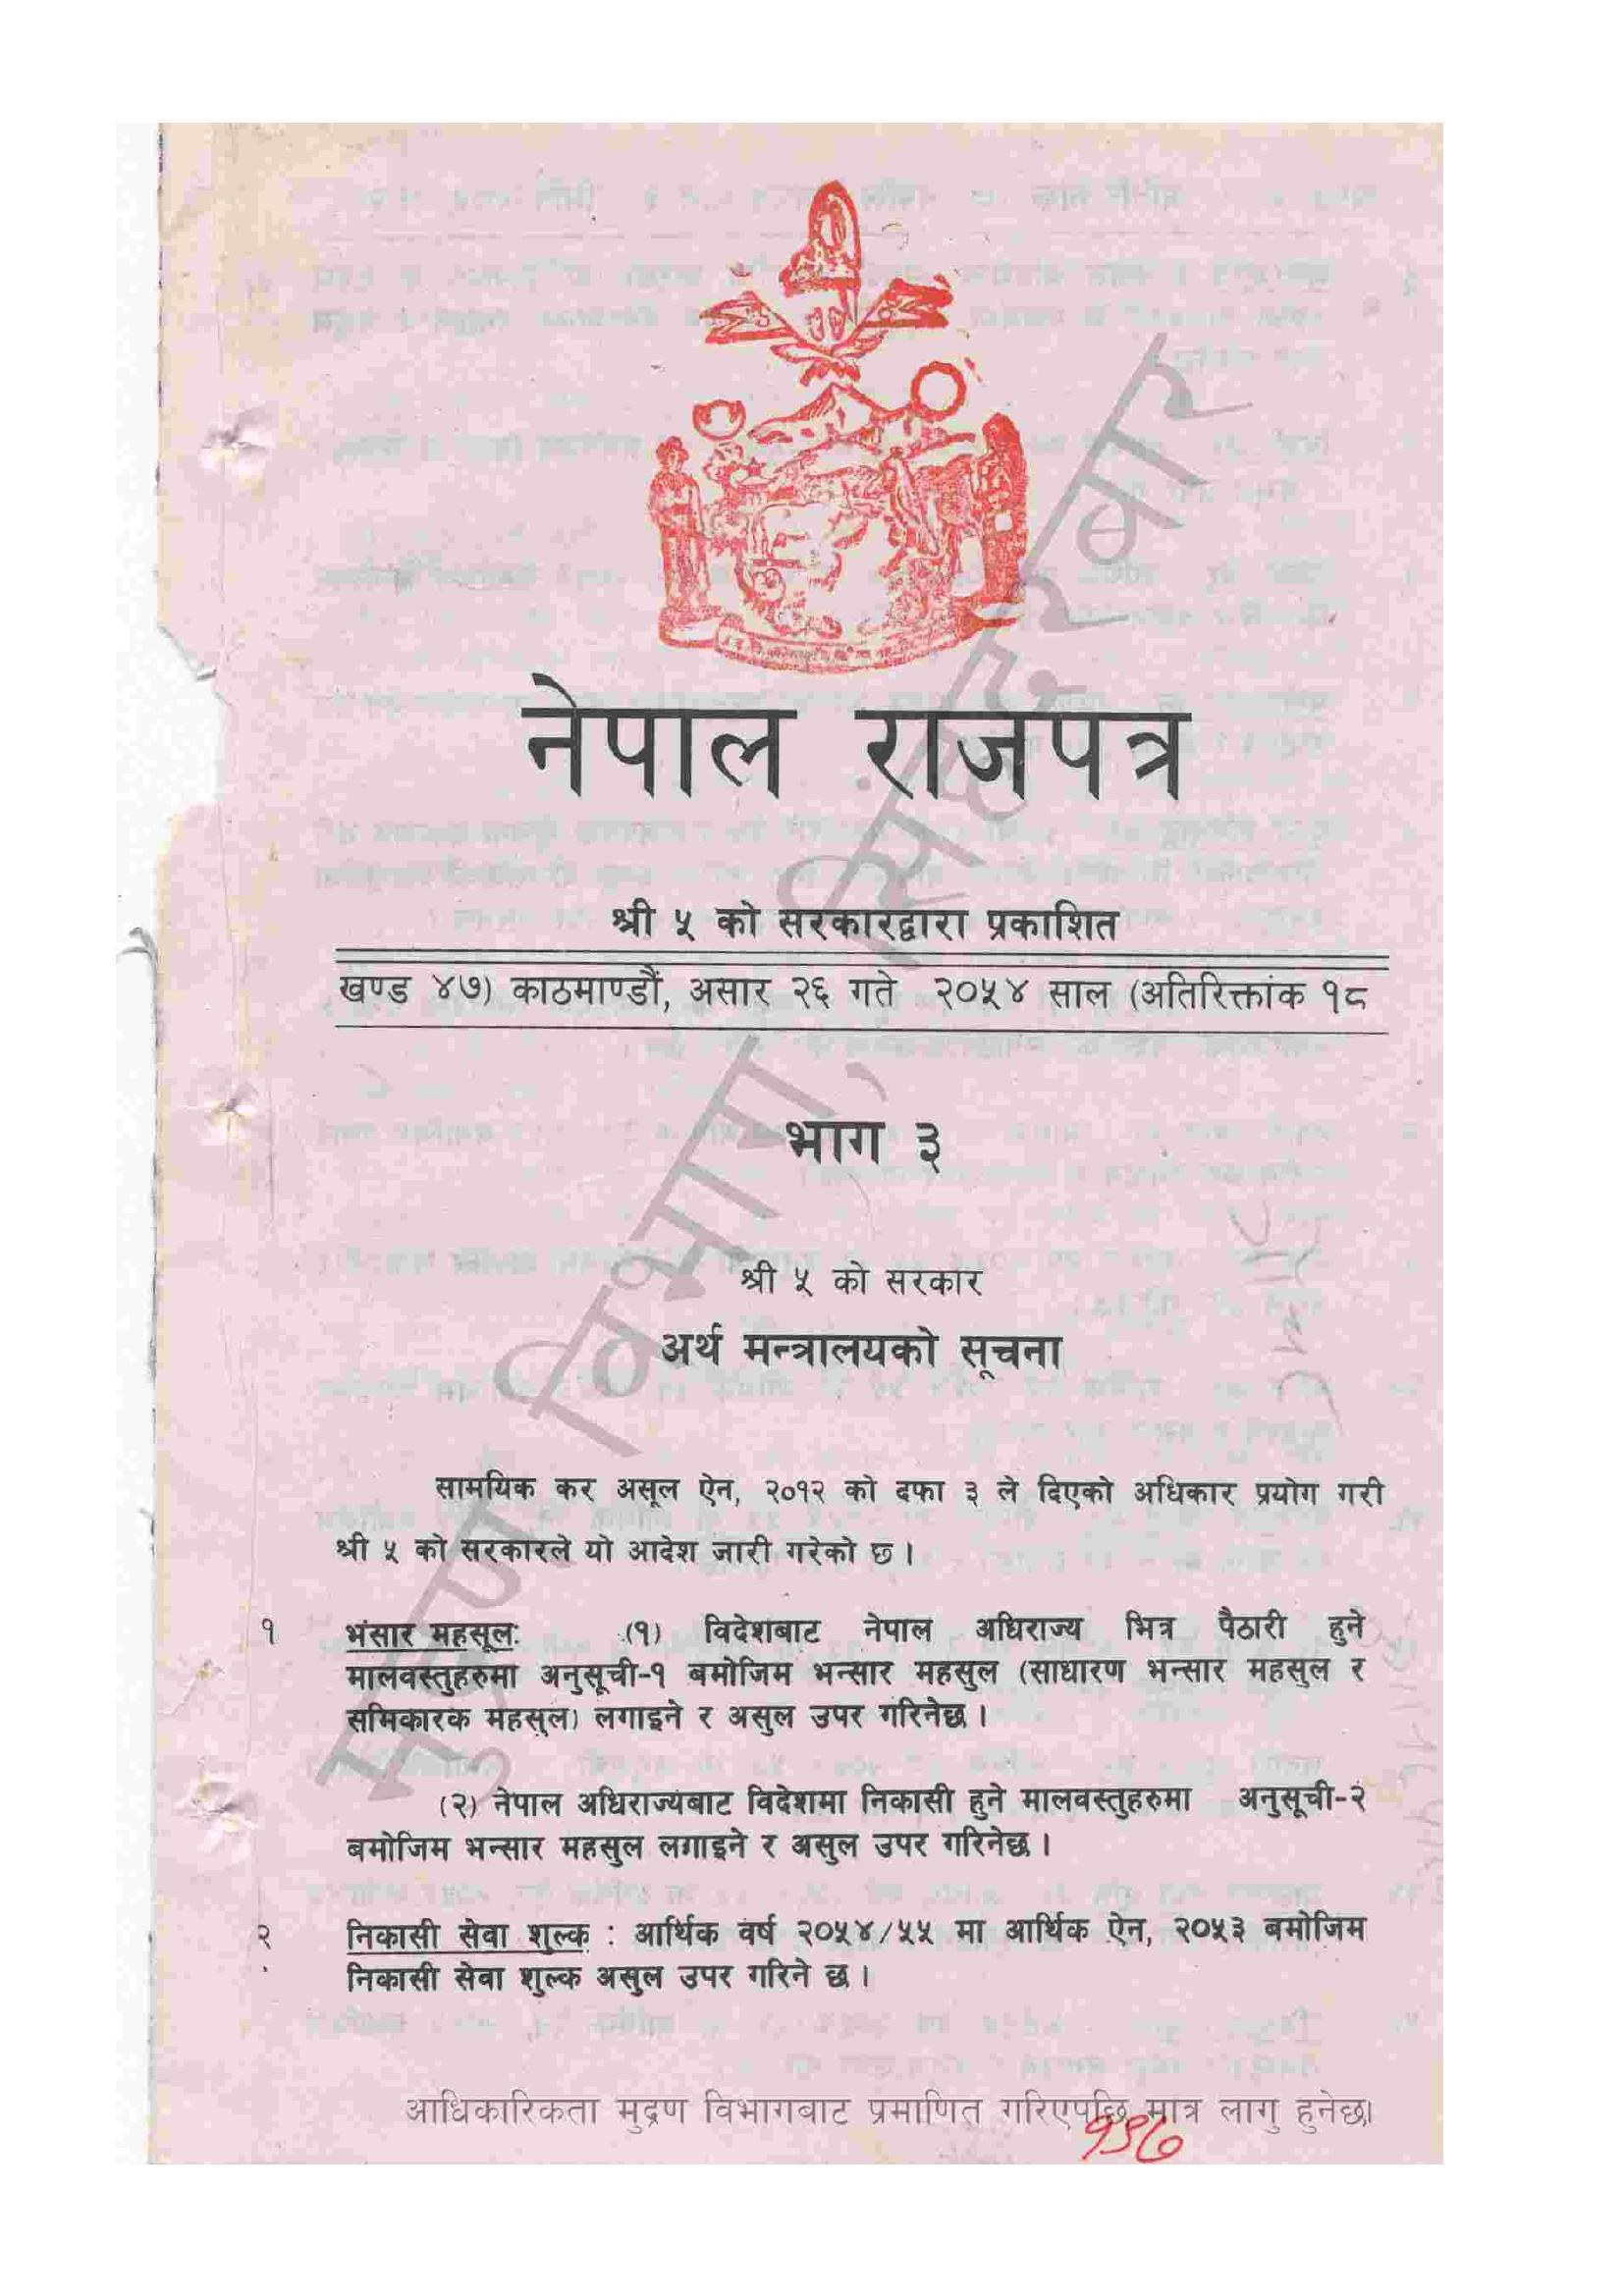 नेपाल राजपत्र
श्री ५ को सरकारद्वारा प्रकाशित
खण्ड ४७) काठमाण्डौं, असार २६ गते २०५४ साल (अतिरिक्तांक १८
भाग ३
श्री ५ को सरकार
अर्थ मन्त्रालयको सूचना
सामयिक कर असूल ऐन, २०१२ को दफा ३ ले दिएको अधिकार प्रयोग गरी
श्री ५ को सरकारले यो आदेश जारी गरेको छ ।
१ भंसार महसूल: (१) विदेशबाट नेपाल अधिराज्य भित्र पैठारी हुने
मालवस्तुहरुमा अनुसूची-१ बमोजिम भन्सार महसुल (साधारण भन्सार महसुल र
समिकारक महसुल) लगाइने र असुल उपर गरिनेछ ।
(२) नेपाल अधिराज्यबाट विदेशमा निकासी हुने मालवस्तुहरुमा अनुसूची-२
बमोजिम भन्सार महसुल लगाइने र असुल उपर गरिनेछ ।
२ निकासी सेवा शुल्क : आर्थिक वर्ष २०५४/५५ मा आर्थिक ऐन, २०५३ बमोजिम
निकासी सेवा शुल्क असुल उपर गरिने छ ।
मुद्रण विभाग, सिंहदरवार
आधिकारिकता मुद्रण विभागबाट प्रमाणित गरिएपछि मात्र लागु हुनेछ।